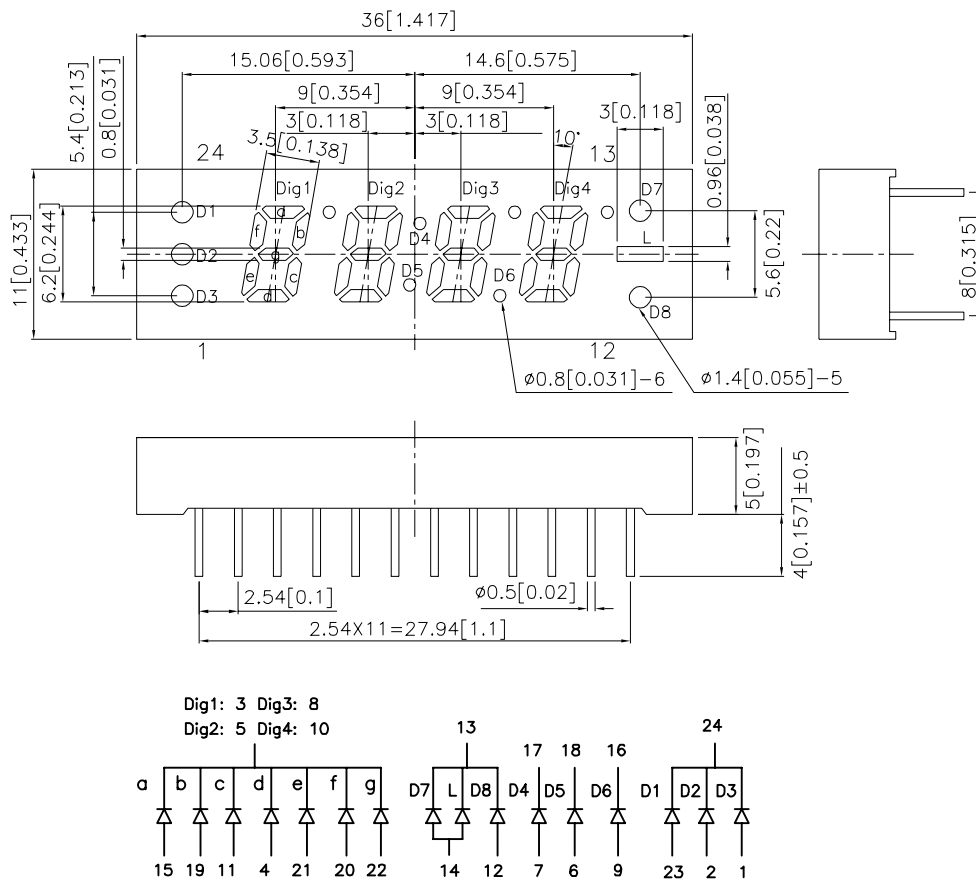 36[1.417]
15.06[0.593] 14.6[0.575]
9[0.354] 9[0.354]
3[0.118] 3[0.118] 3[0.118]
3.5[0.138] 10°
5.4[0.213]
0.8[0.031]
0.96[0.038]
24 13
Dig1 Dig2 Dig3 Dig4 D7
D1 a D4
f b L
D2 g
e c D5 D6
D3 d D8
11[0.433]
6.2[0.244]
5.6[0.22]
8[0.315]
1 12
ø0.8[0.031]-6 ø1.4[0.055]-5
5[0.197]
4[0.157]±0.5
2.54[0.1] ø0.5[0.02]
2.54X11=27.94[1.1]
Dig1: 3 Dig3: 8
Dig2: 5 Dig4: 10
13 24
17 18 16
a b c d e f g D7 L D8 D4 D5 D6 D1 D2 D3
15 19 11 4 21 20 22 14 12 7 6 9 23 2 1